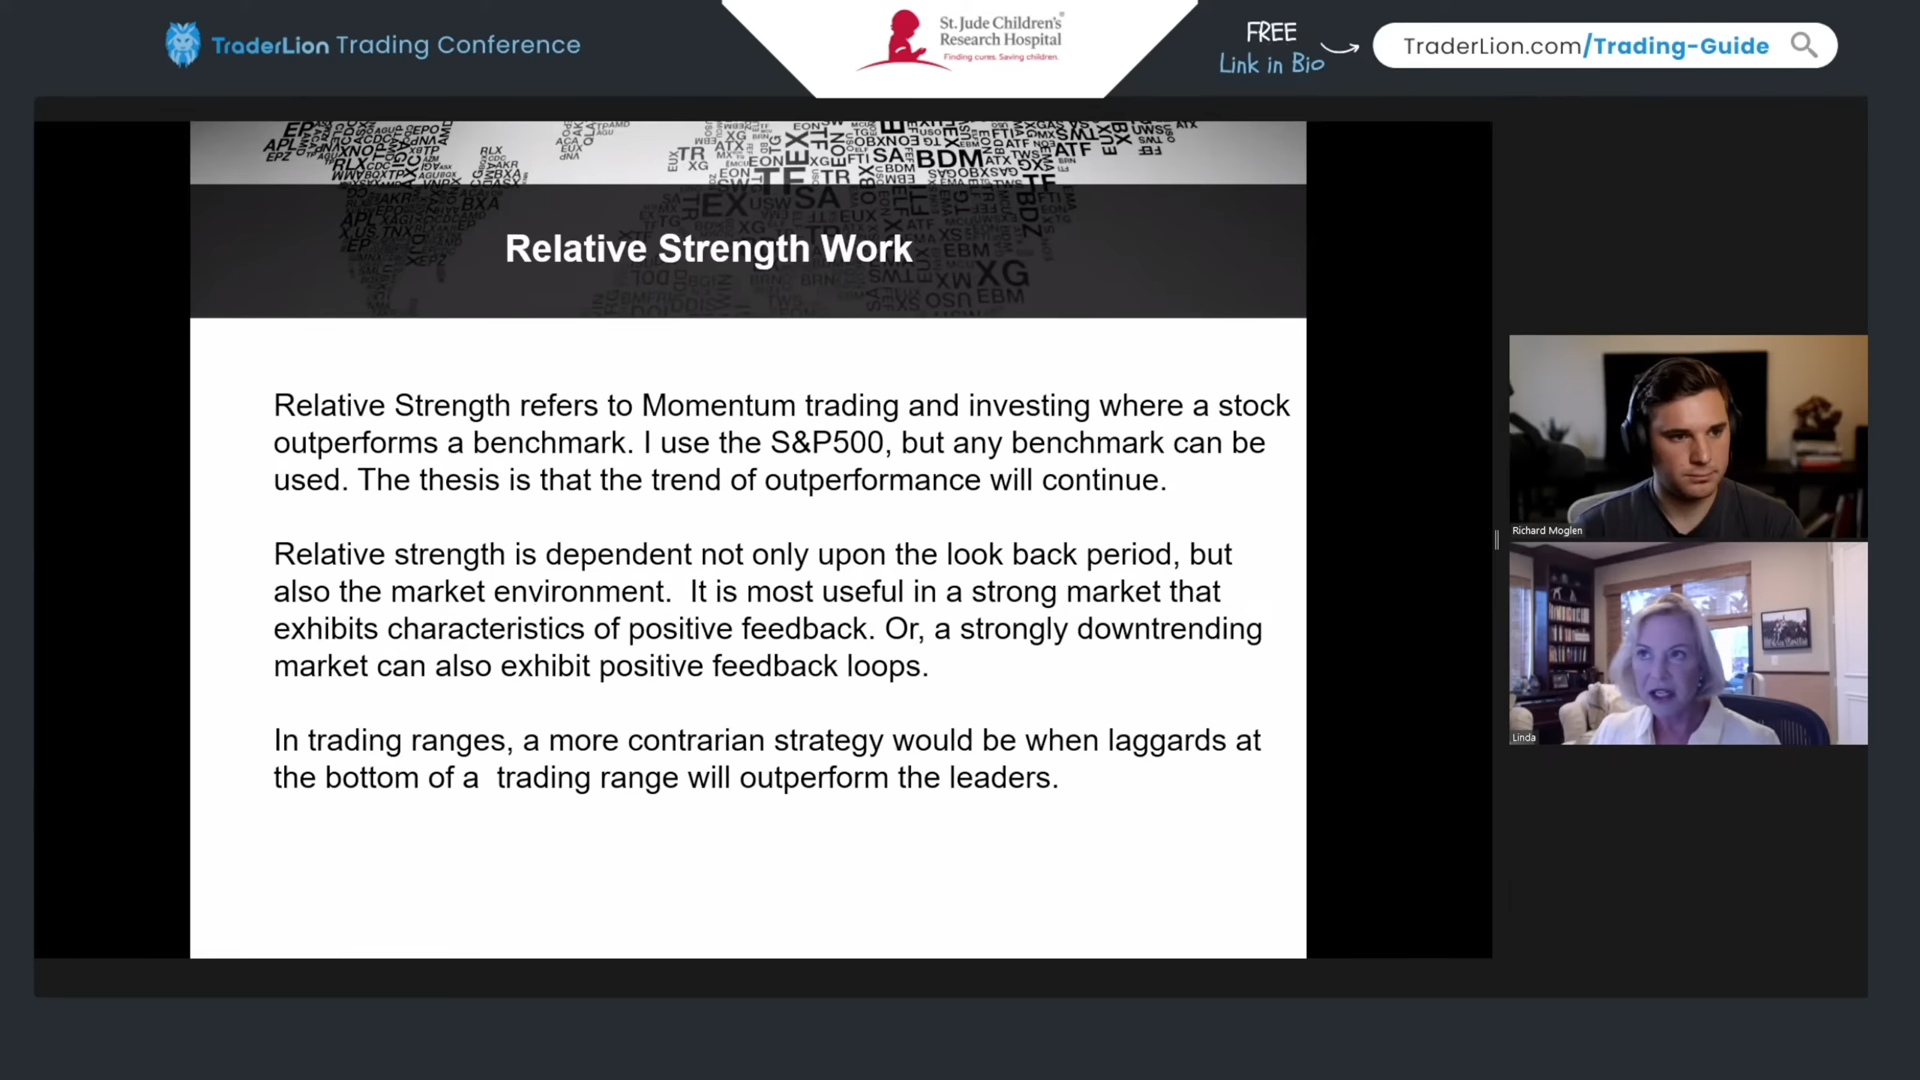 TraderLion Trading Conference
St. Jude Children's
Research Hospital
Finding cures. Saving children.
FREE
Link in Bio
TraderLion.com/Trading-Guide
Relative Strength Work
Relative Strength refers to Momentum trading and investing where a stock
outperforms a benchmark. I use the S&P500, but any benchmark can be
used. The thesis is that the trend of outperformance will continue.
Relative strength is dependent not only upon the look back period, but
also the market environment.  It is most useful in a strong market that
exhibits characteristics of positive feedback. Or, a strongly downtrending
market can also exhibit positive feedback loops.
In trading ranges, a more contrarian strategy would be when laggards at
the bottom of a  trading range will outperform the leaders.
Richard Moglen
Linda